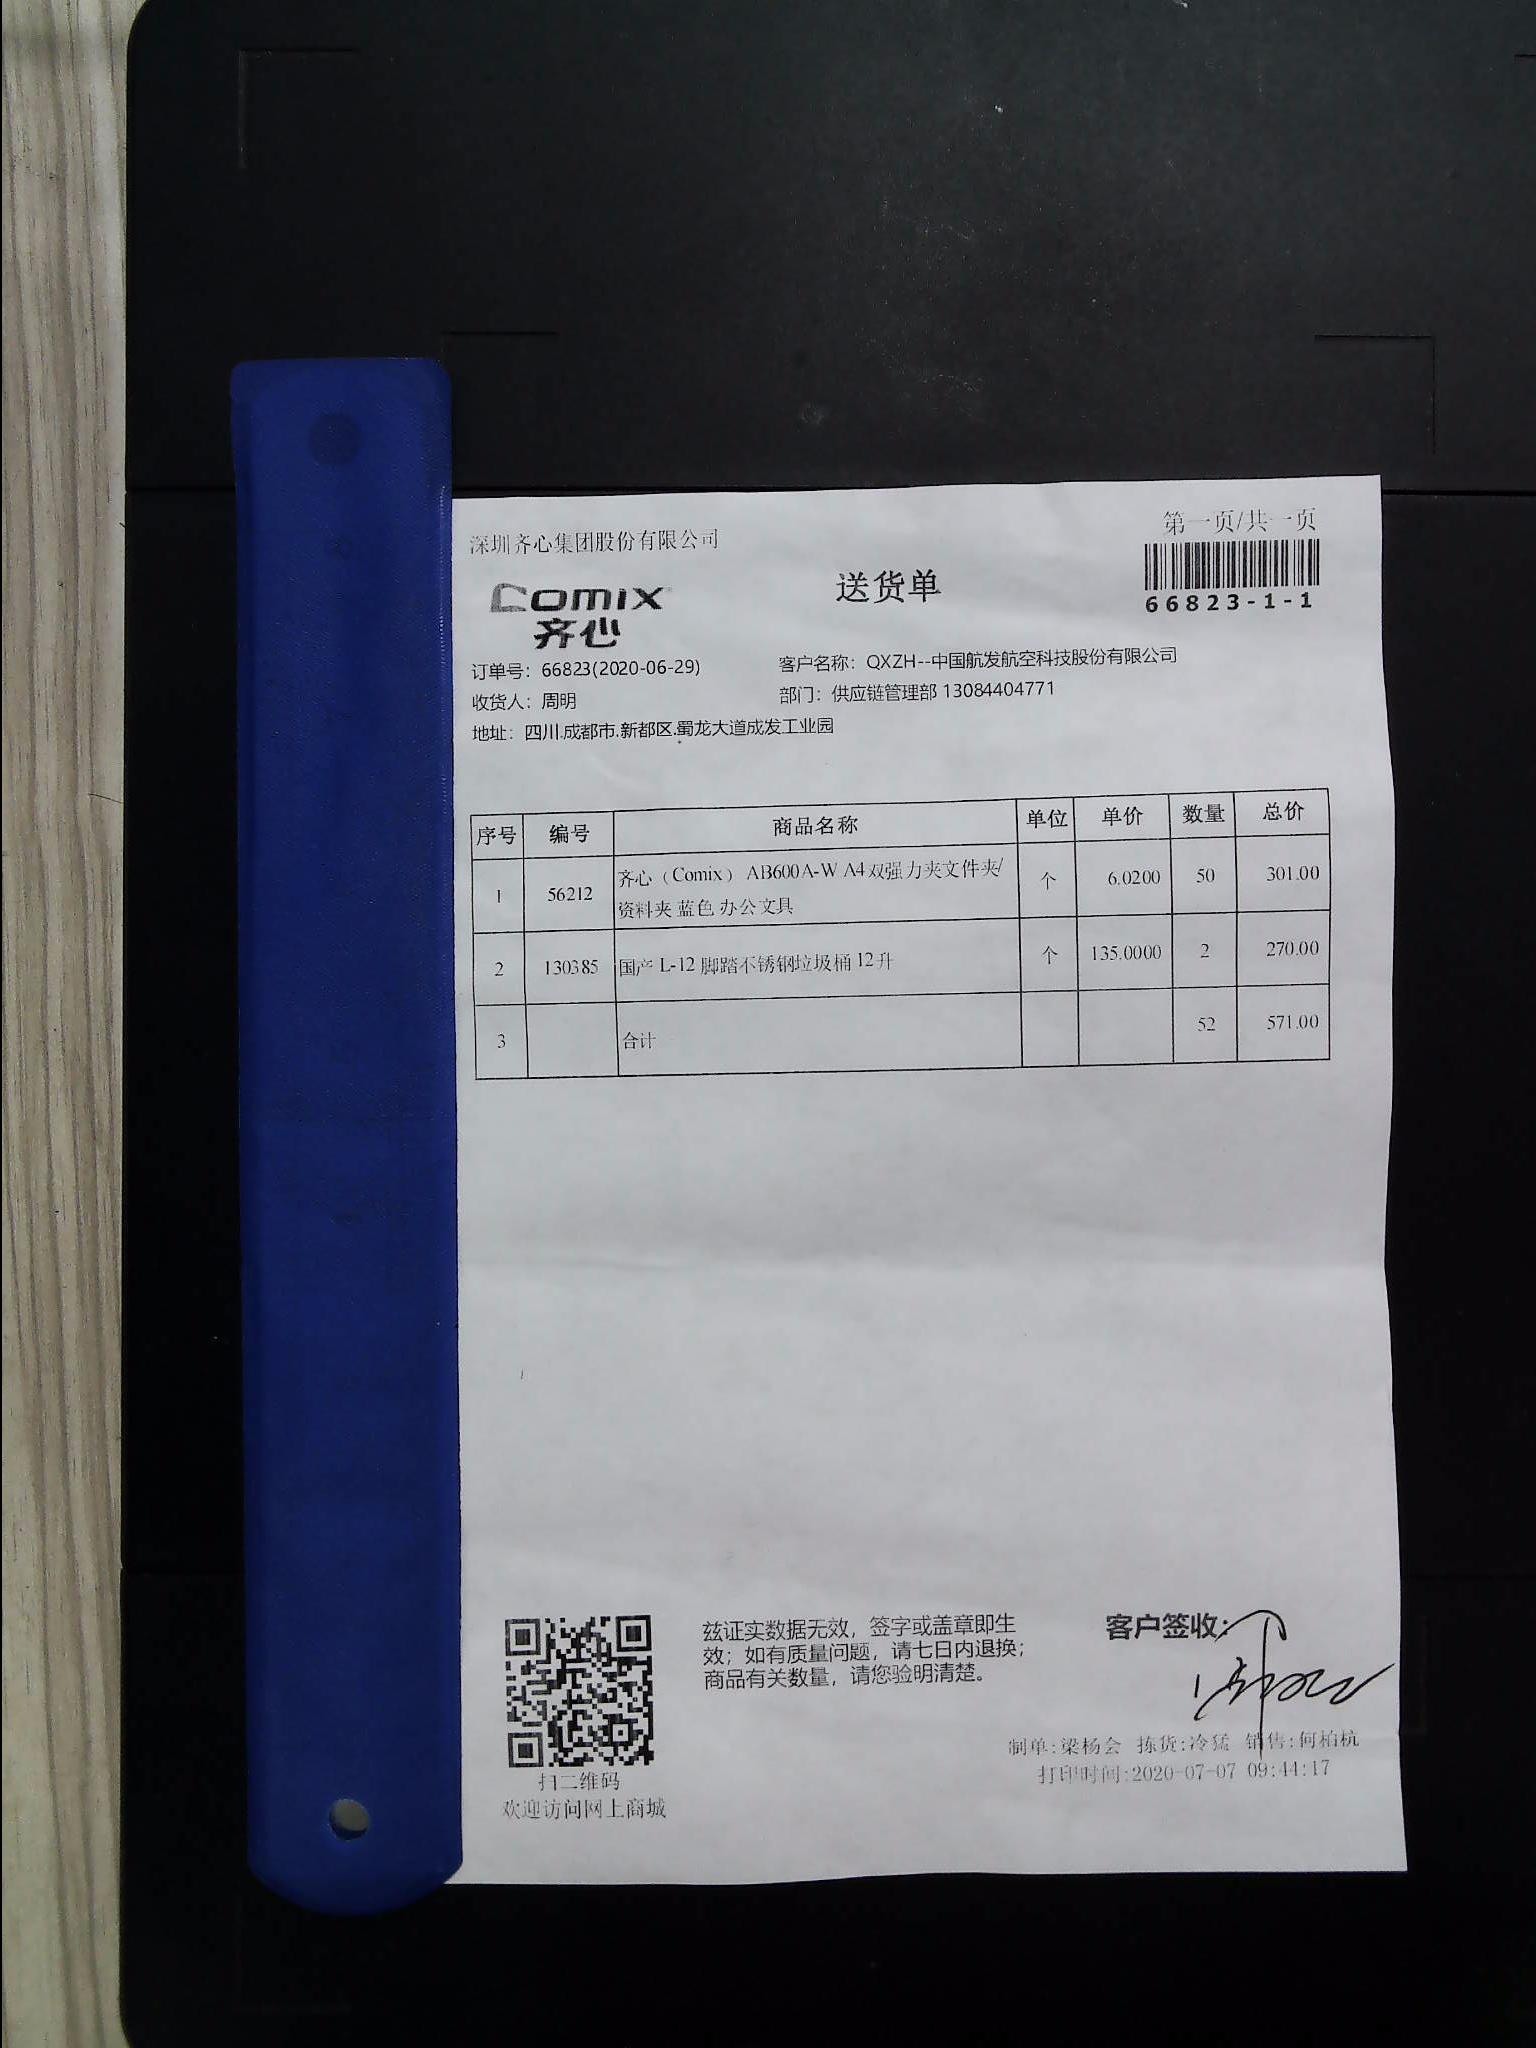 深圳齐心集团股份有限公司
第一页/共一页
comix
齐心
送货单
66823-1-1
订单号：66823(2020-06-29)
客户名称：QXZH--中国航发航空科技股份有限公司
收货人：周明
部门：供应链管理部 13084404771
地址：四川.成都市.新都区.蜀龙大道成发工业园
序号 编号 商品名称 单位 单价 数量 总价
1 56212 齐心（Comix） AB600A-W A4双强力夹文件夹/ 个 6.0200 50 301.00
资料夹 蓝色 办公文具
2 130385 国产 L-12 脚踏不锈钢垃圾桶 12升 个 135.0000 2 270.00
3 合计 52 571.00
兹证实数据无效，签字或盖章即生
效；如有质量问题，请七日内退换；
商品有关数量，请您验明清楚。
客户签收：
制单:梁杨会 拣货:冷猛 销售:何柏杭
打印时间:2020-07-07 09:44:17
扫二维码
欢迎访问网上商城